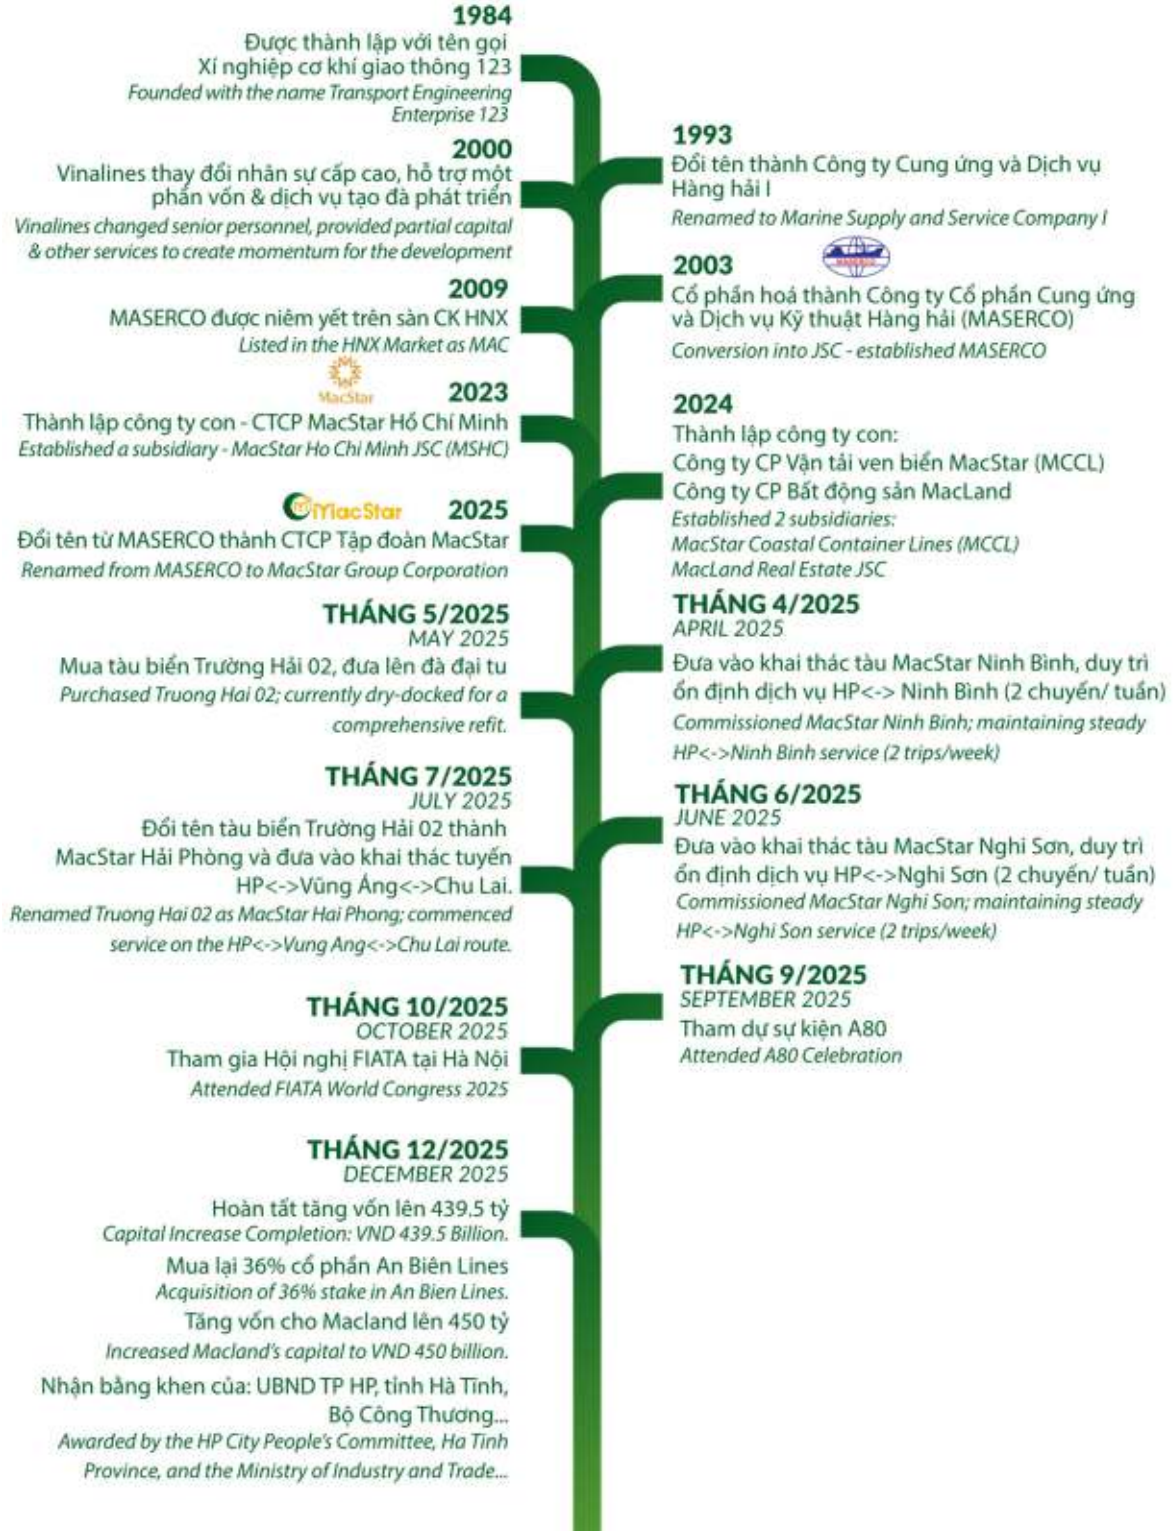 1984
Được thành lập với tên gọi
Xí nghiệp cơ khí giao thông 123
Founded with the name Transport Engineering
Enterprise 123
1993
Đổi tên thành Công ty Cung ứng và Dịch vụ
Hàng hải I
Renamed to Marine Supply and Service Company I
2000
Vinalines thay đổi nhân sự cấp cao, hỗ trợ một
phần vốn & dịch vụ tạo đà phát triển
Vinalines changed senior personnel, provided partial capital
& other services to create momentum for the development
MASERCO
2003
Cổ phần hoá thành Công ty Cổ phần Cung ứng
và Dịch vụ Kỹ thuật Hàng hải (MASERCO)
Conversion into JSC - established MASERCO
2009
MASERCO được niêm yết trên sàn CK HNX
Listed in the HNX Market as MAC
MacStar
2023
Thành lập công ty con - CTCP MacStar Hồ Chí Minh
Established a subsidiary - MacStar Ho Chi Minh JSC (MSHC)
2024
Thành lập công ty con:
Công ty CP Vận tải ven biển MacStar (MCCL)
Công ty CP Bất động sản MacLand
Established 2 subsidiaries:
MacStar Coastal Container Lines (MCCL)
MacLand Real Estate JSC
MacStar
2025
Đổi tên từ MASERCO thành CTCP Tập đoàn MacStar
Renamed from MASERCO to MacStar Group Corporation
THÁNG 4/2025
APRIL 2025
Đưa vào khai thác tàu MacStar Ninh Bình, duy trì
ổn định dịch vụ HP<-> Ninh Bình (2 chuyến/ tuần)
Commissioned MacStar Ninh Binh; maintaining steady
HP<->Ninh Binh service (2 trips/week)
THÁNG 5/2025
MAY 2025
Mua tàu biển Trường Hải 02, đưa lên đà đại tu
Purchased Truong Hai 02; currently dry-docked for a
comprehensive refit.
THÁNG 6/2025
JUNE 2025
Đưa vào khai thác tàu MacStar Nghi Sơn, duy trì
ổn định dịch vụ HP<->Nghi Sơn (2 chuyến/ tuần)
Commissioned MacStar Nghi Son; maintaining steady
HP<->Nghi Son service (2 trips/week)
THÁNG 7/2025
JULY 2025
Đổi tên tàu biển Trường Hải 02 thành
MacStar Hải Phòng và đưa vào khai thác tuyến
HP<->Vũng Áng<->Chu Lai.
Renamed Truong Hai 02 as MacStar Hai Phong; commenced
service on the HP<->Vung Ang<->Chu Lai route.
THÁNG 9/2025
SEPTEMBER 2025
Tham dự sự kiện A80
Attended A80 Celebration
THÁNG 10/2025
OCTOBER 2025
Tham gia Hội nghị FIATA tại Hà Nội
Attended FIATA World Congress 2025
THÁNG 12/2025
DECEMBER 2025
Hoàn tất tăng vốn lên 439.5 tỷ
Capital Increase Completion: VND 439.5 Billion.
Mua lại 36% cổ phần An Biên Lines
Acquisition of 36% stake in An Bien Lines.
Tăng vốn cho Macland lên 450 tỷ
Increased Macland's capital to VND 450 billion.
Nhận bằng khen của: UBND TP HP, tỉnh Hà Tĩnh,
Bộ Công Thương...
Awarded by the HP City People's Committee, Ha Tinh
Province, and the Ministry of Industry and Trade...